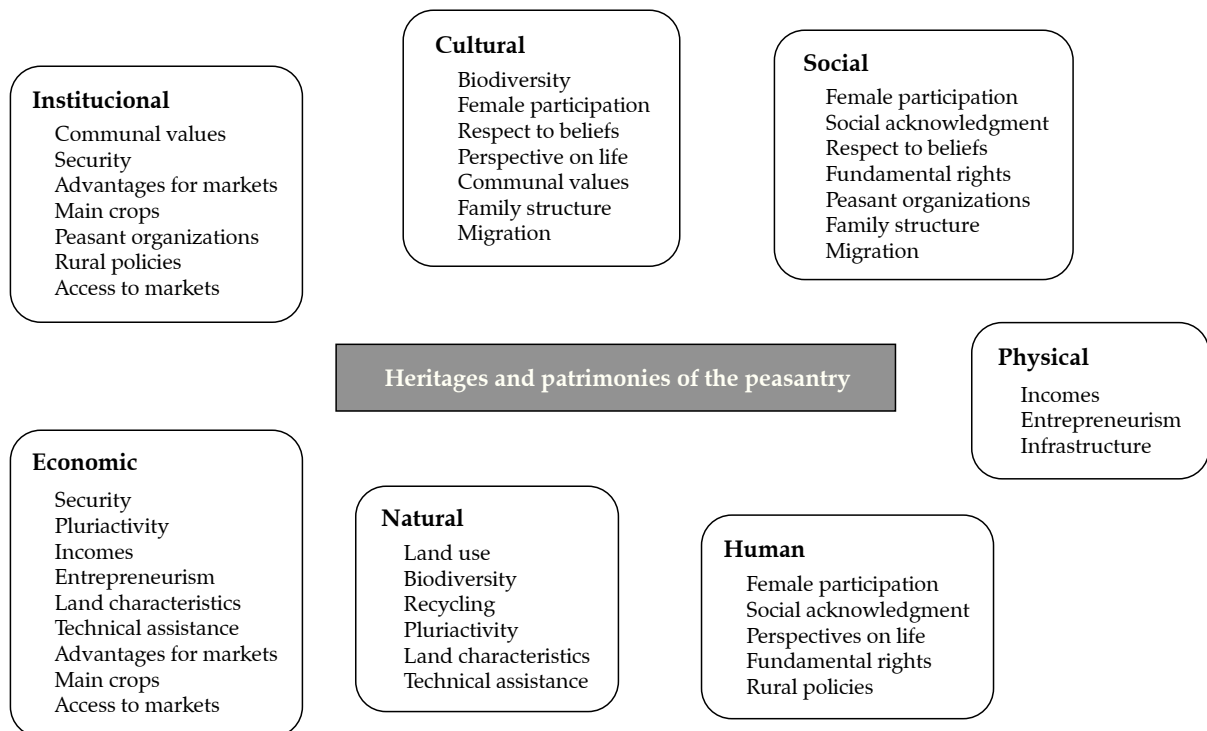 Institucional
Communal values
Security
Advantages for markets
Main crops
Peasant organizations
Rural policies
Access to markets
Cultural
Biodiversity
Female participation
Respect to beliefs
Perspective on life
Communal values
Family structure
Migration
Social
Female participation
Social acknowledgment
Respect to beliefs
Fundamental rights
Peasant organizations
Family structure
Migration
Heritages and patrimonies of the peasantry
Physical
Incomes
Entrepreneurism
Infrastructure
Economic
Security
Pluriactivity
Incomes
Entrepreneurism
Land characteristics
Technical assistance
Advantages for markets
Main crops
Access to markets
Natural
Land use
Biodiversity
Recycling
Pluriactivity
Land characteristics
Technical assistance
Human
Female participation
Social acknowledgment
Perspectives on life
Fundamental rights
Rural policies